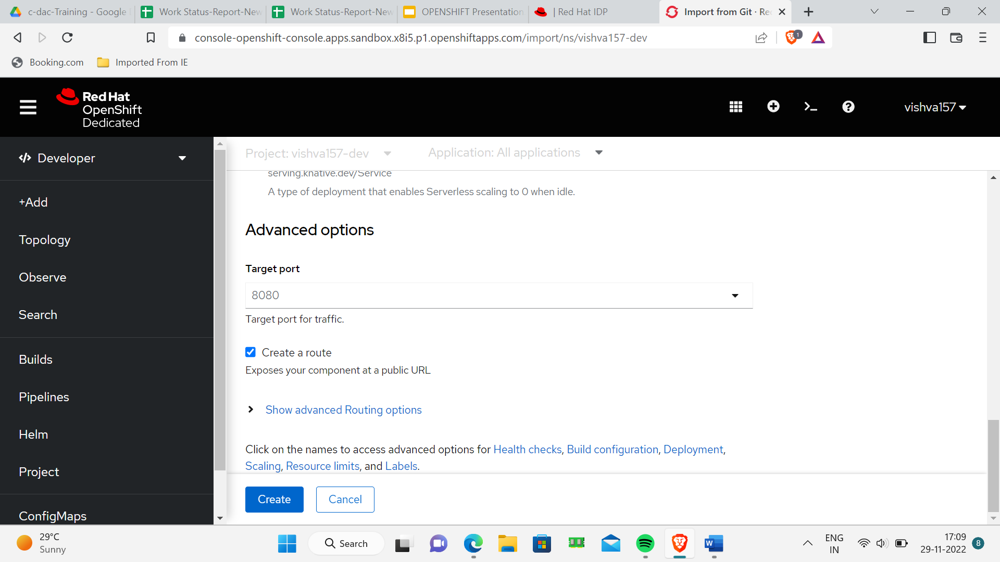 c-dac-Training - Google
Work Status-Report-New
Work Status-Report-New
OPENSHIFT Presentation
| Red Hat IDP
Import from Git · Re
console-openshift-console.apps.sandbox.x8i5.p1.openshiftapps.com/import/ns/vishva157-dev
1
Booking.com
Imported From IE
Red Hat
OpenShift
Dedicated
vishva157
Developer
Project: vishva157-dev
Application: All applications
+Add
Topology
Observe
Search
Builds
Pipelines
Helm
Project
ConfigMaps
serving.knative.dev/Service
A type of deployment that enables Serverless scaling to 0 when idle.
Advanced options
Target port
8080
Target port for traffic.
Create a route
Exposes your component at a public URL
Show advanced Routing options
Click on the names to access advanced options for Health checks, Build configuration, Deployment,
Scaling, Resource limits, and Labels.
Create
Cancel
29°C
Sunny
Search
ENG
IN
17:09
29-11-2022
8